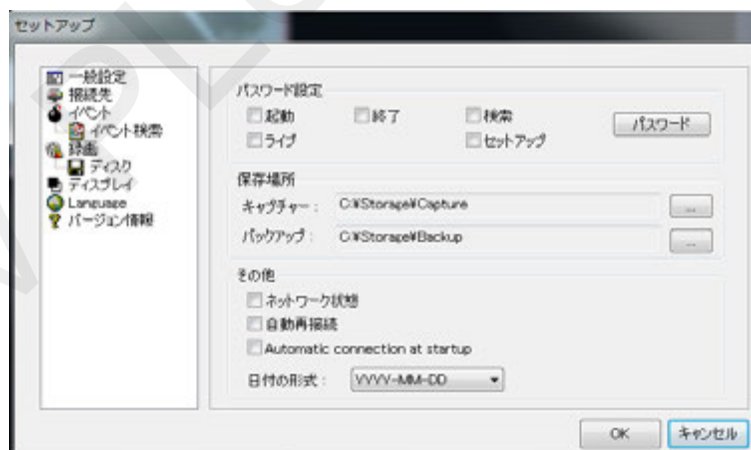 セットアップ
一般設定
接続先
イベント
イベント検索
録画
ディスク
ディスプレイ
Language
バージョン情報
パスワード設定
起動
終了
検索
ライブ
セットアップ
パスワード
保存場所
キャプチャー：
C:¥Storage¥Capture
...
バックアップ：
C:¥Storage¥Backup
...
その他
ネットワーク状態
自動再接続
Automatic connection at startup
日付の形式：
YYYY-MM-DD
OK
キャンセル